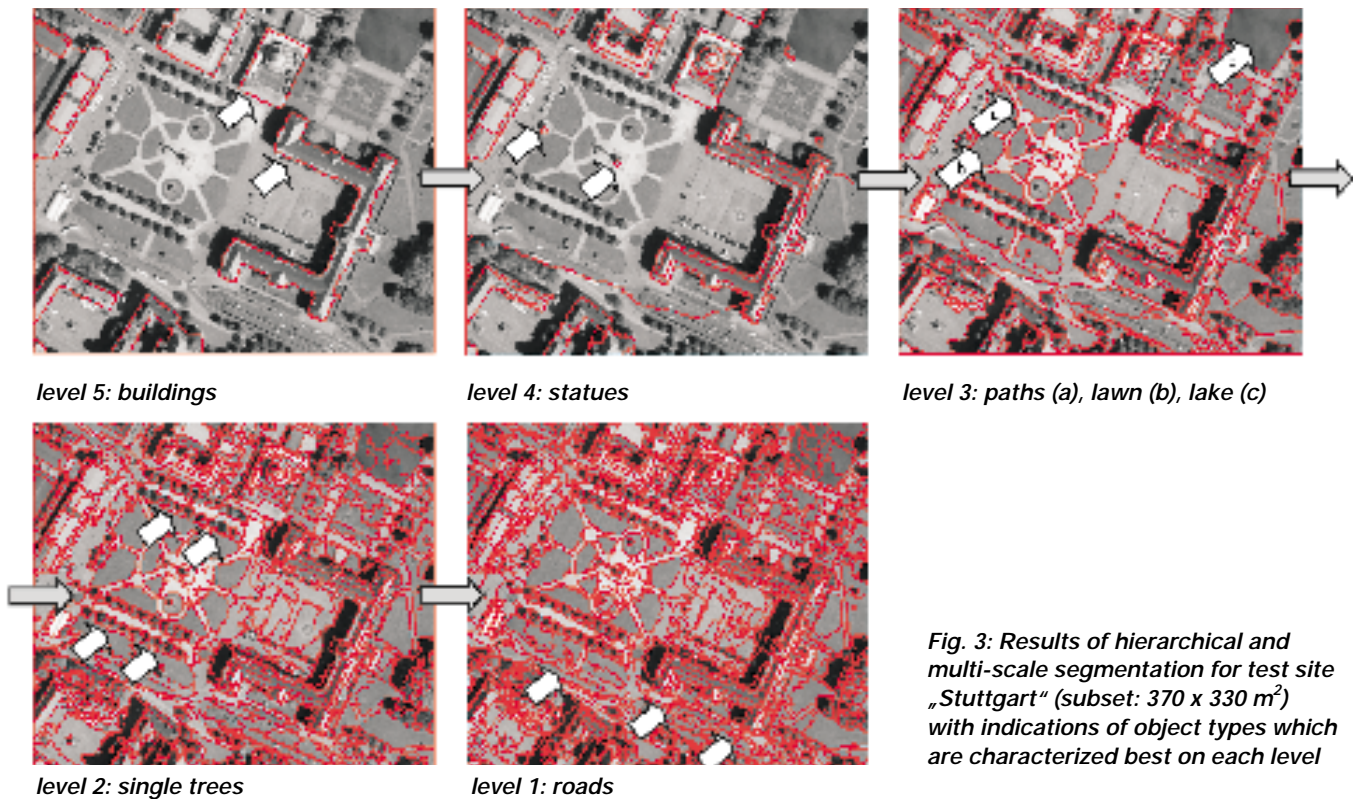 level 5: buildings
level 4: statues
level 3: paths (a), lawn (b), lake (c)
level 2: single trees
level 1: roads
Fig. 3: Results of hierarchical and
multi-scale segmentation for test site
„Stuttgart“ (subset: 370 x 330 m²)
with indications of object types which
are characterized best on each level